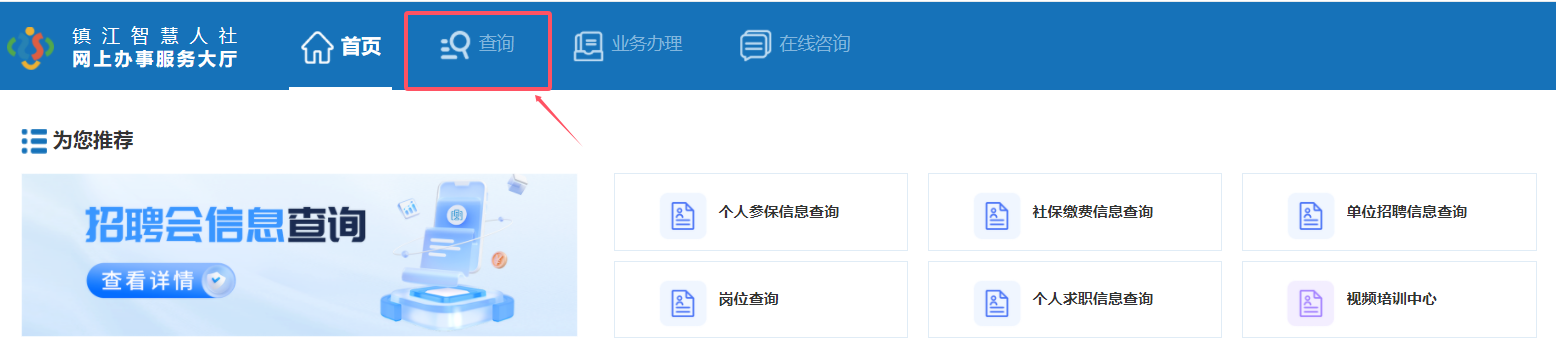 镇江智慧人社
网上办事服务大厅
首页
查询
业务办理
在线咨询
为您推荐
招聘会信息查询
查看详情
个人参保信息查询
社保缴费信息查询
单位招聘信息查询
岗位查询
个人求职信息查询
视频培训中心